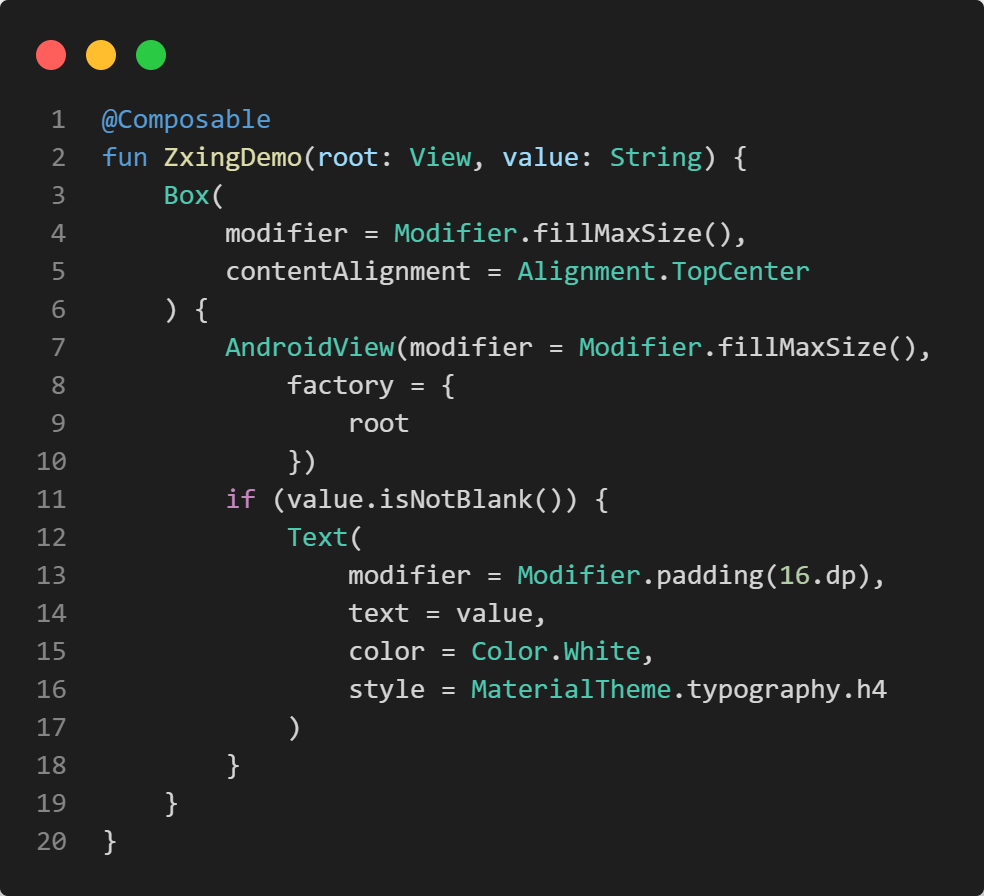 1 @Composable
2 fun ZxingDemo(root: View, value: String) {
3     Box(
4         modifier = Modifier.fillMaxSize(),
5         contentAlignment = Alignment.TopCenter
6     ) {
7         AndroidView(modifier = Modifier.fillMaxSize(),
8             factory = {
9                 root
10             })
11         if (value.isNotBlank()) {
12             Text(
13                 modifier = Modifier.padding(16.dp),
14                 text = value,
15                 color = Color.White,
16                 style = MaterialTheme.typography.h4
17             )
18         }
19     }
20 }